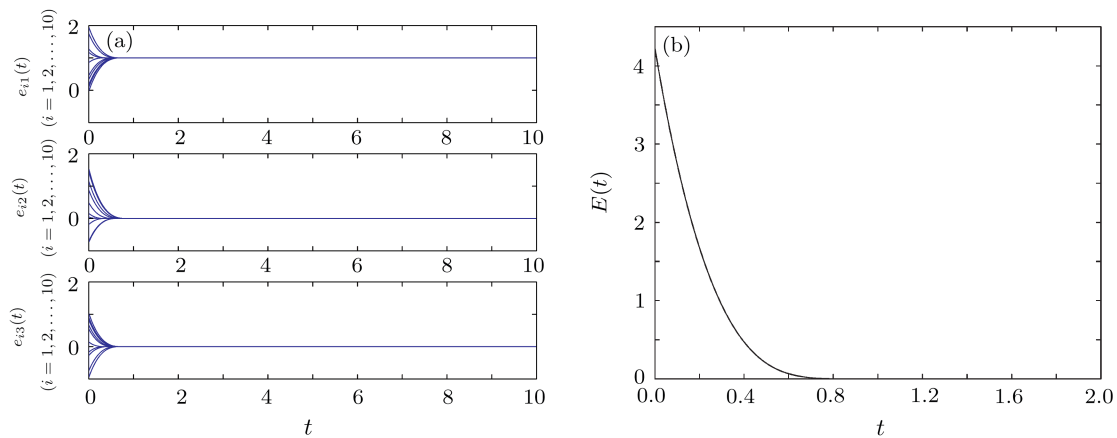 (a)
e_{i1}(t)
(i = 1, 2, . . . , 10)
2
0
0 2 4 6 8 10
e_{i2}(t)
(i = 1, 2, . . . , 10)
2
0
0 2 4 6 8 10
e_{i3}(t)
(i = 1, 2, . . . , 10)
2
0
0 2 4 6 8 10
t
(b)
E(t)
4
3
2
1
0
0.0 0.4 0.8 1.2 1.6 2.0
t